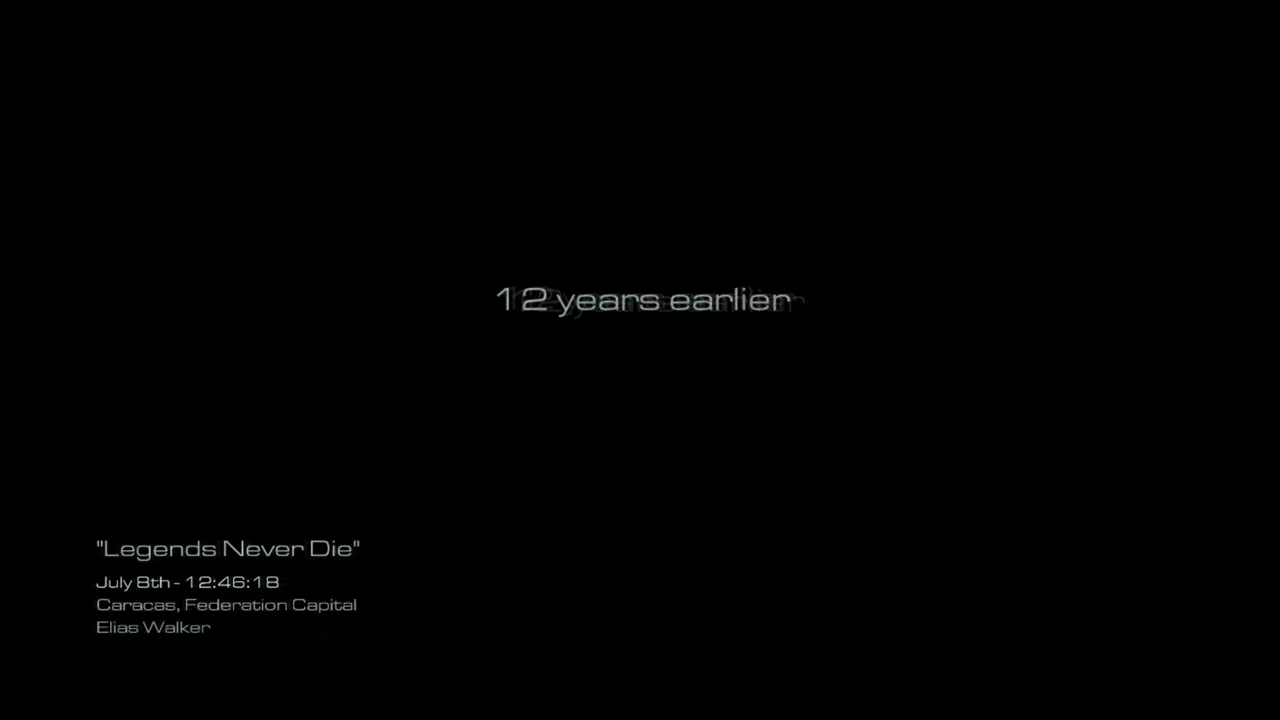 12 years earlier
"Legends Never Die"
July 8th - 12:46:18
Caracas, Federation Capital
Elias Walker